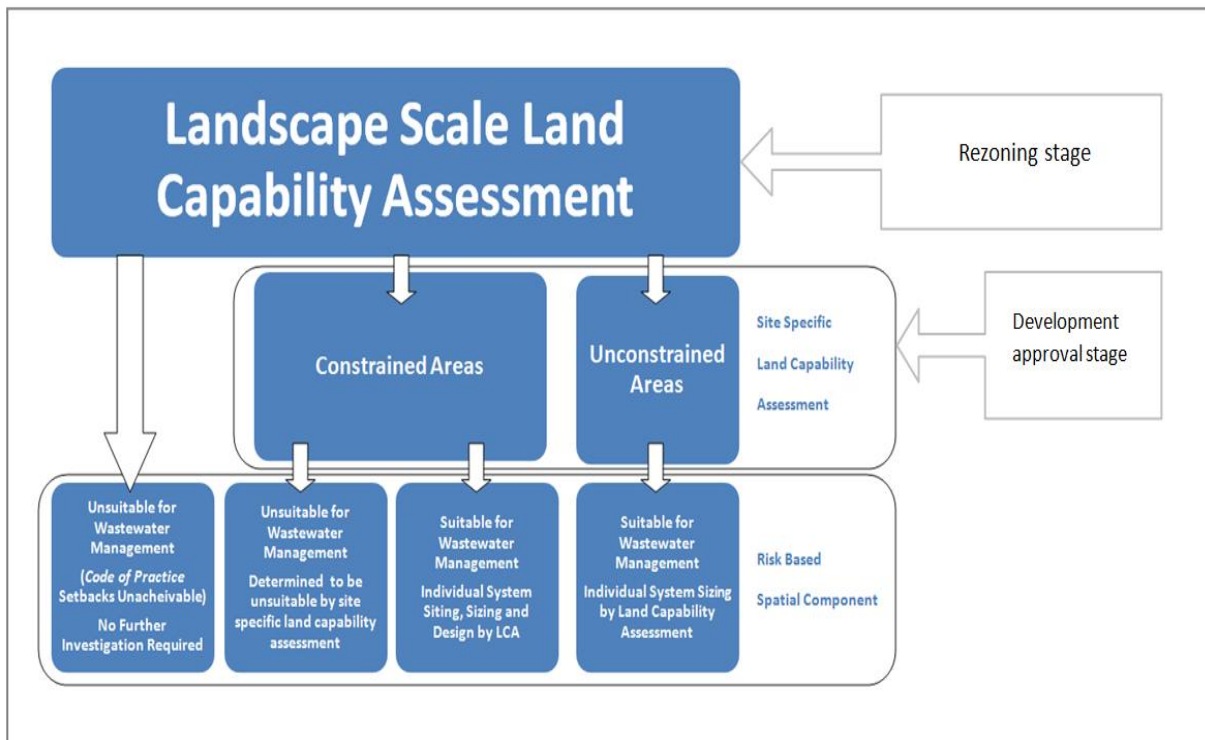 Landscape Scale Land
Capability Assessment
Rezoning stage
Constrained Areas
Unconstrained
Areas
Site Specific
Land Capability
Assessment
Development
approval stage
Unsuitable for
Wastewater
Management
(Code of Practice
Setbacks Unacheivable)
No Further
Investigation Required
Unsuitable for
Wastewater
Management
Determined to be
unsuitable by site
specific land capability
assessment
Suitable for
Wastewater
Management
Individual System
Siting, Sizing and
Design by LCA
Suitable for
Wastewater
Management
Individual System Sizing
by Land Capability
Assessment
Risk Based
Spatial Component